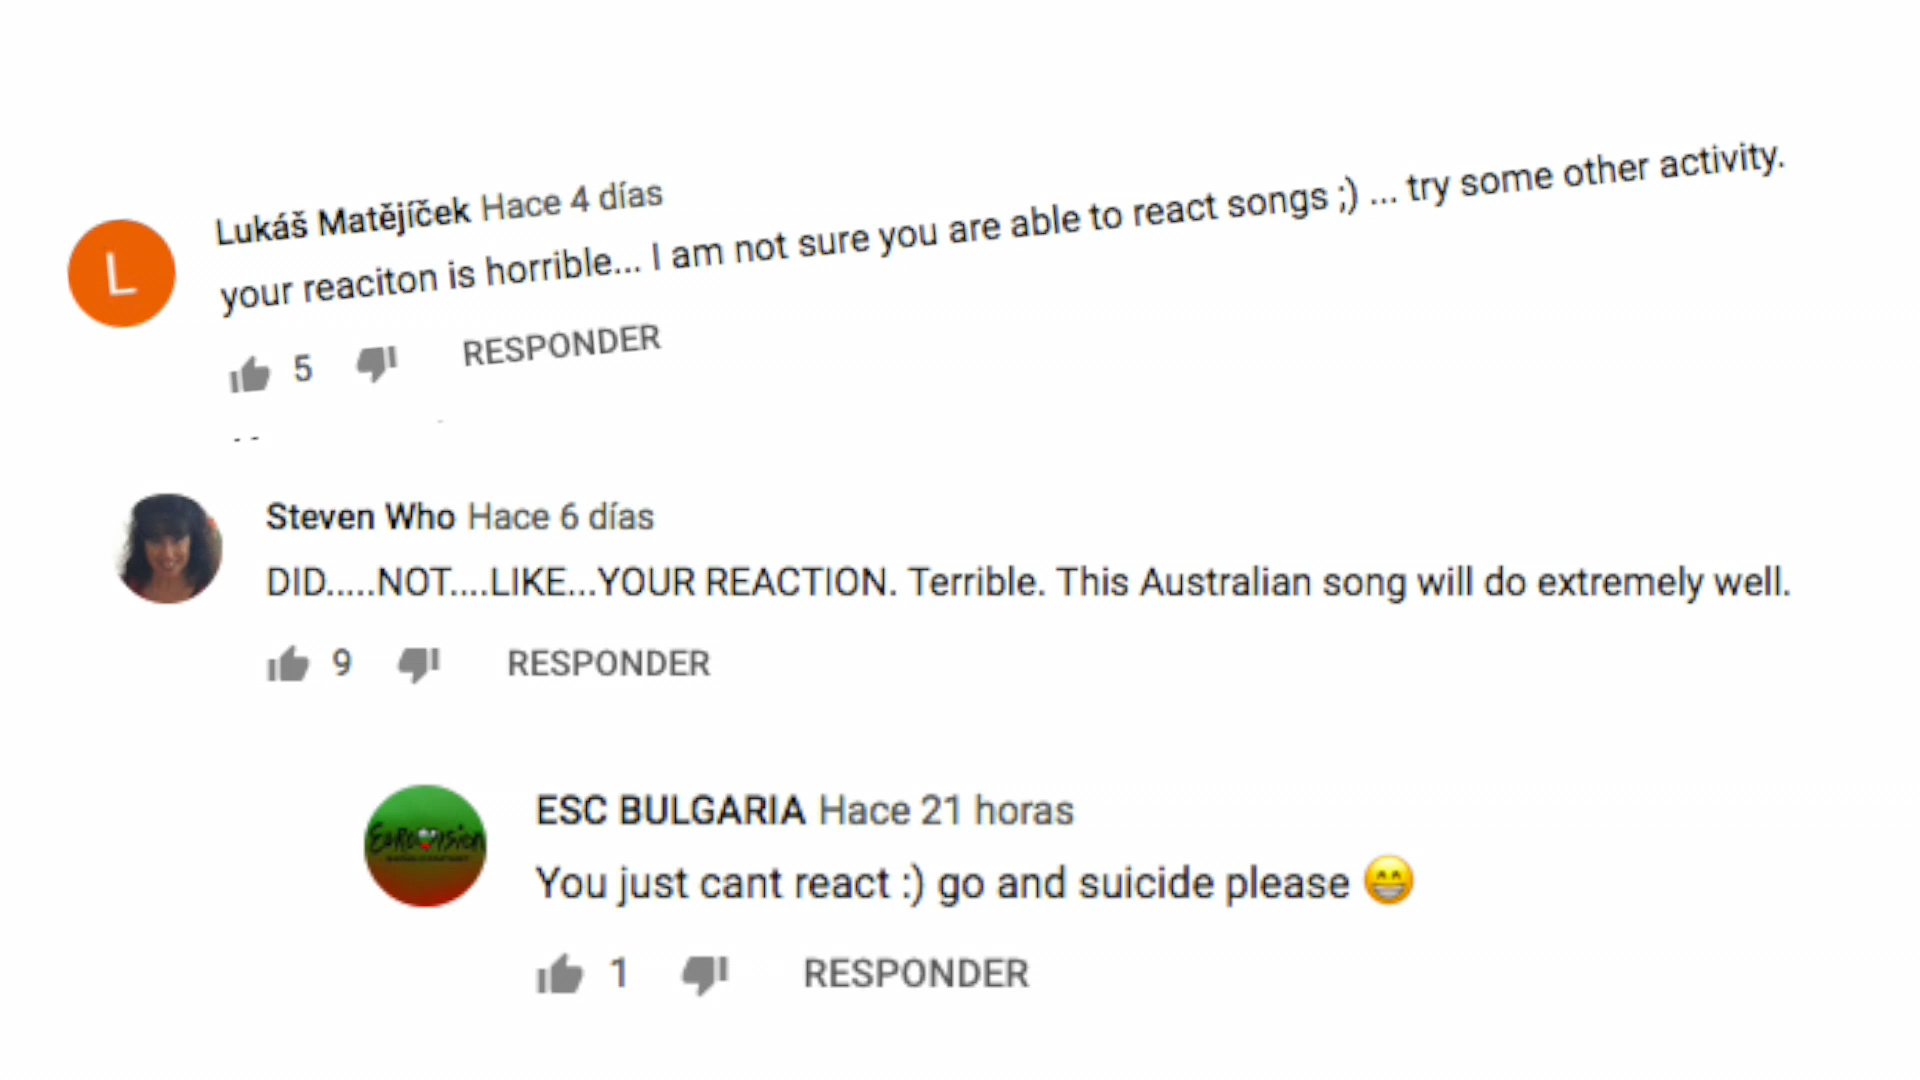 Lukáš Matějíček Hace 4 días
your reaciton is horrible... I am not sure you are able to react songs ;) ... try some other activity.
5 RESPONDER
Steven Who Hace 6 días
DID.....NOT....LIKE...YOUR REACTION. Terrible. This Australian song will do extremely well.
9 RESPONDER
EUROVISION
ESC BULGARIA Hace 21 horas
You just cant react :) go and suicide please 😁
1 RESPONDER